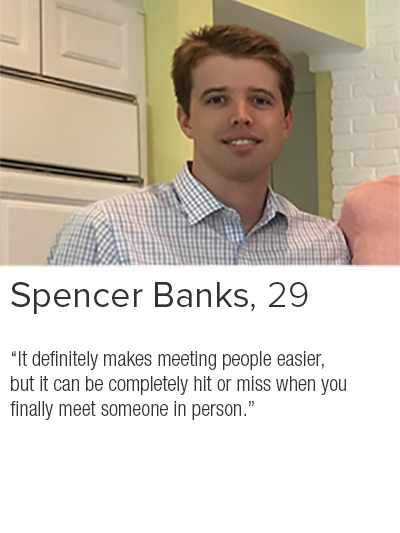 Spencer Banks, 29
“It definitely makes meeting people easier,
but it can be completely hit or miss when you
finally meet someone in person.”